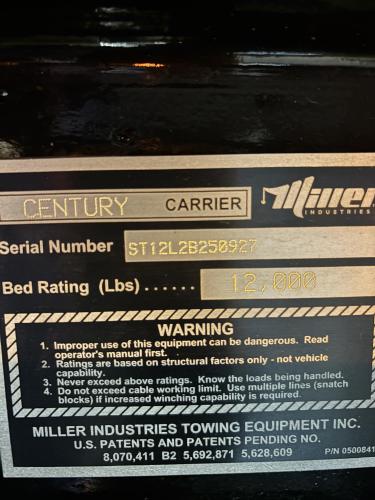 CENTURY CARRIER Miller
INDUSTRIES
Serial Number ST12L2B250927
Bed Rating (Lbs) ...... 12,000
WARNING
1. Improper use of this equipment can be dangerous. Read
operator's manual first.
2. Ratings are based on structural factors only - not vehicle
capability.
3. Never exceed above ratings. Know the loads being handled.
4. Do not exceed cable working limit. Use multiple lines (snatch
blocks) if increased winching capability is required.
MILLER INDUSTRIES TOWING EQUIPMENT INC.
U.S. PATENTS AND PATENTS PENDING NO.
8,070,411 B2 5,692,871 5,628,609 P/N 0500841